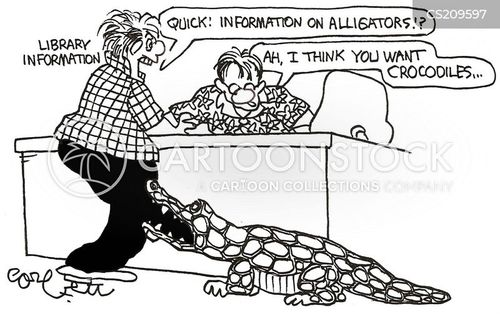 CS209597
QUICK! INFORMATION ON ALLIGATORS!?
LIBRARY
INFORMATION
AH, I THINK YOU WANT
CROCODILES...
CARTOONSTOCK
A CARTOON COLLECTIONS COMPANY